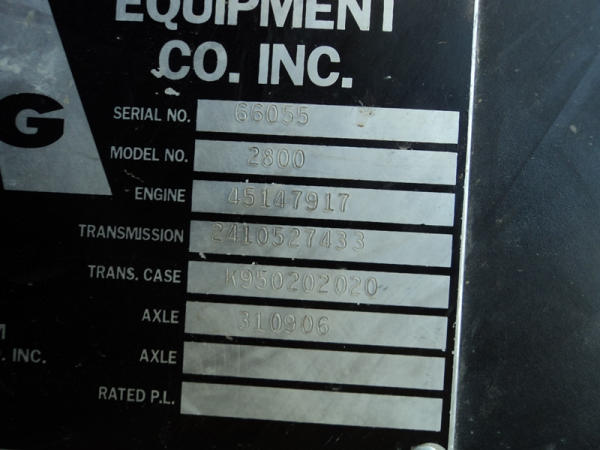 EQUIPMENT
CO. INC.
G
SERIAL NO. 66055
MODEL NO. 2800
ENGINE 45147917
TRANSMISSION 2410527433
TRANS. CASE K950202020
AXLE 310906
AXLE
INC.
RATED P.L.